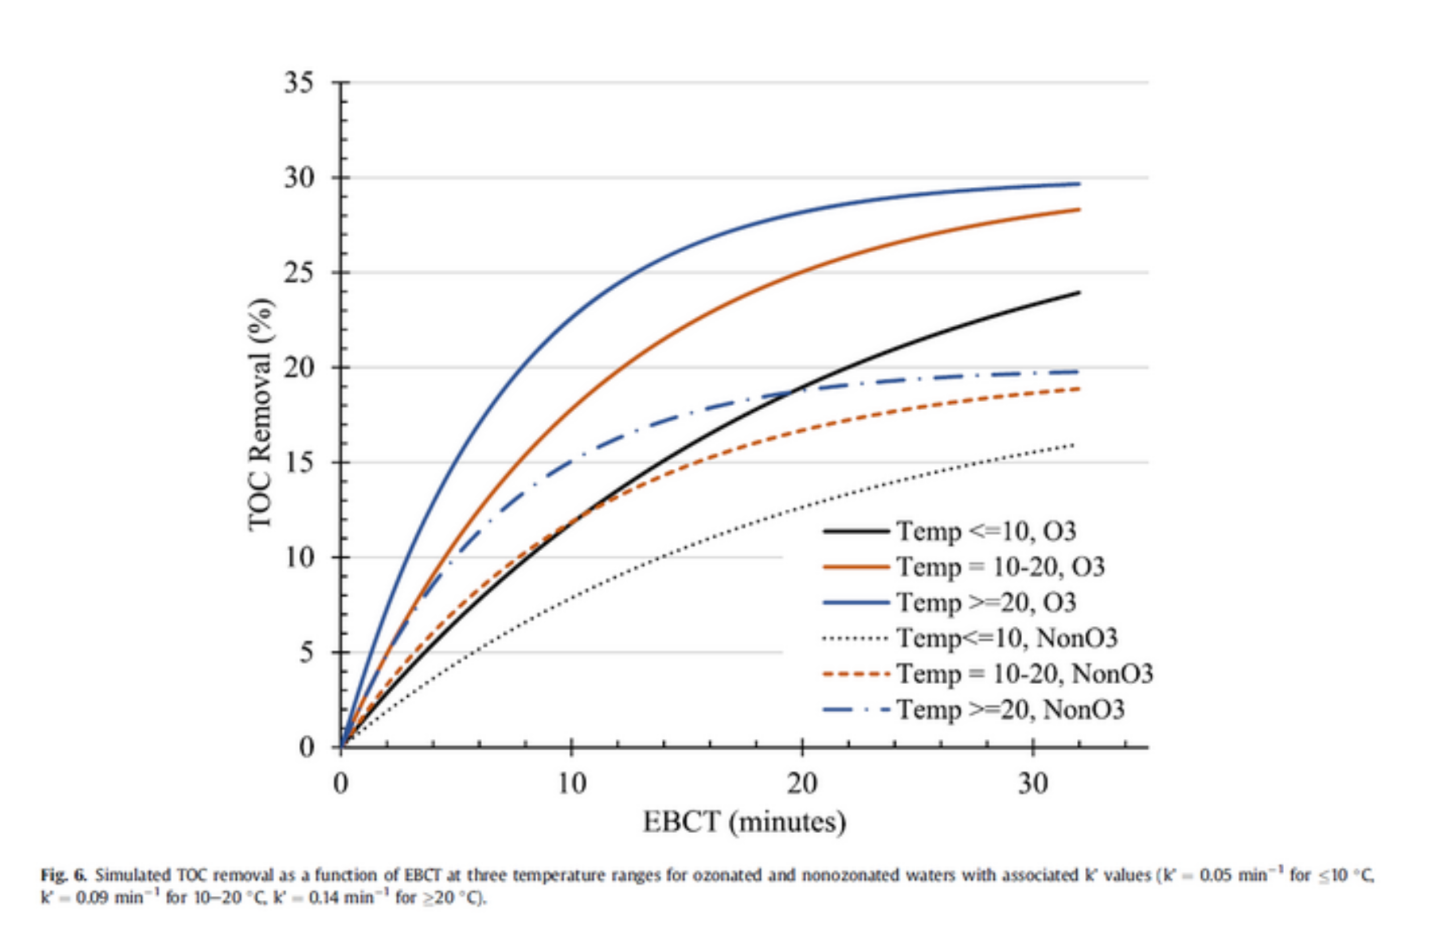 35
30
25
20
15
10
5
0
TOC Removal (%)
0 10 20 30
EBCT (minutes)
Temp <=10, O3
Temp = 10-20, O3
Temp >=20, O3
Temp<=10, NonO3
Temp = 10-20, NonO3
Temp >=20, NonO3
Fig. 6. Simulated TOC removal as a function of EBCT at three temperature ranges for ozonated and nonozonated waters with associated k' values (k' = 0.05 min⁻¹ for ≤10 °C,
k' = 0.09 min⁻¹ for 10–20 °C, k' = 0.14 min⁻¹ for ≥20 °C).